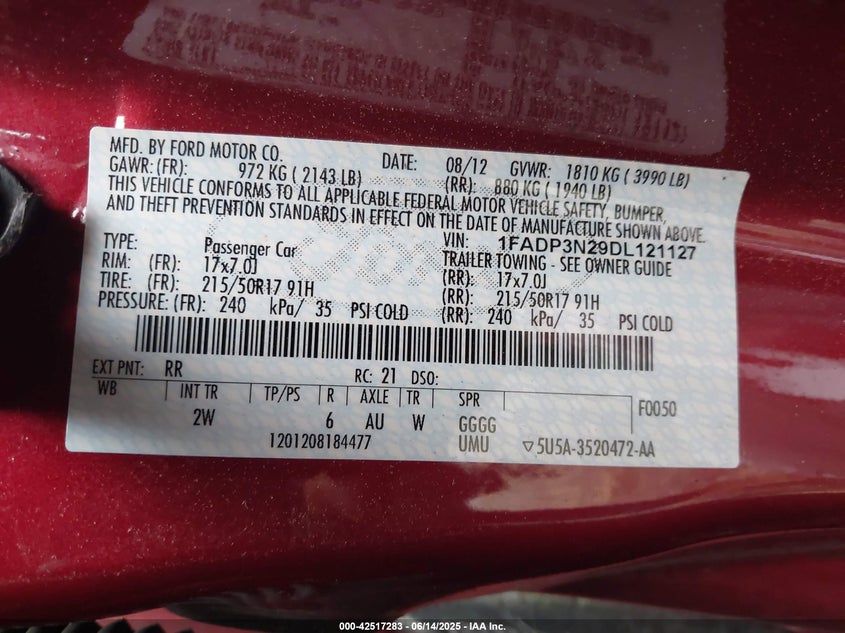 MFD. BY FORD MOTOR CO. DATE: 08/12 GVWR: 1810 KG ( 3990 LB)
GAWR: (FR): 972 KG ( 2143 LB) (RR): 880 KG ( 1940 LB)
THIS VEHICLE CONFORMS TO ALL APPLICABLE FEDERAL MOTOR VEHICLE SAFETY, BUMPER,
AND THEFT PREVENTION STANDARDS IN EFFECT ON THE DATE OF MANUFACTURE SHOWN ABOVE.
VIN: 1FADP3N29DL121127
TYPE: Passenger Car TRAILER TOWING - SEE OWNER GUIDE
RIM: (FR): 17x7.0J (RR): 17x7.0J
TIRE: (FR): 215/50R17 91H (RR): 215/50R17 91H
PRESSURE: (FR): 240 kPa/ 35 PSI COLD (RR): 240 kPa/ 35 PSI COLD
EXT PNT: RR RC: 21 DSO:
WB INT TR TP/PS R AXLE TR SPR F0050
2W 6 AU W GGGG
1201208184477 UMU ▽5U5A-3520472-AA
000-42517283 - 06/14/2025 - IAA Inc.